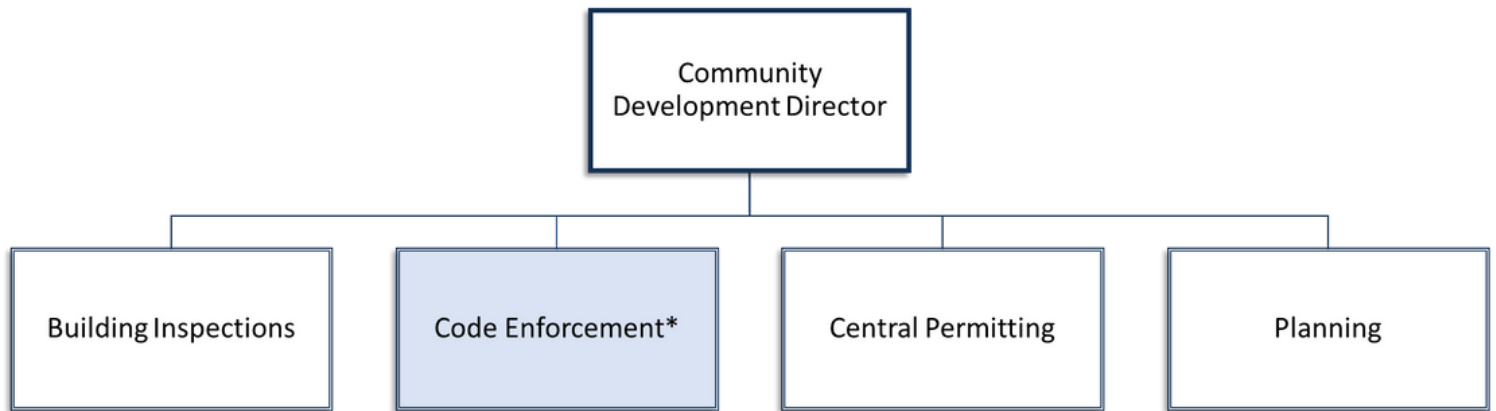 Community
Development Director
Building Inspections
Code Enforcement*
Central Permitting
Planning